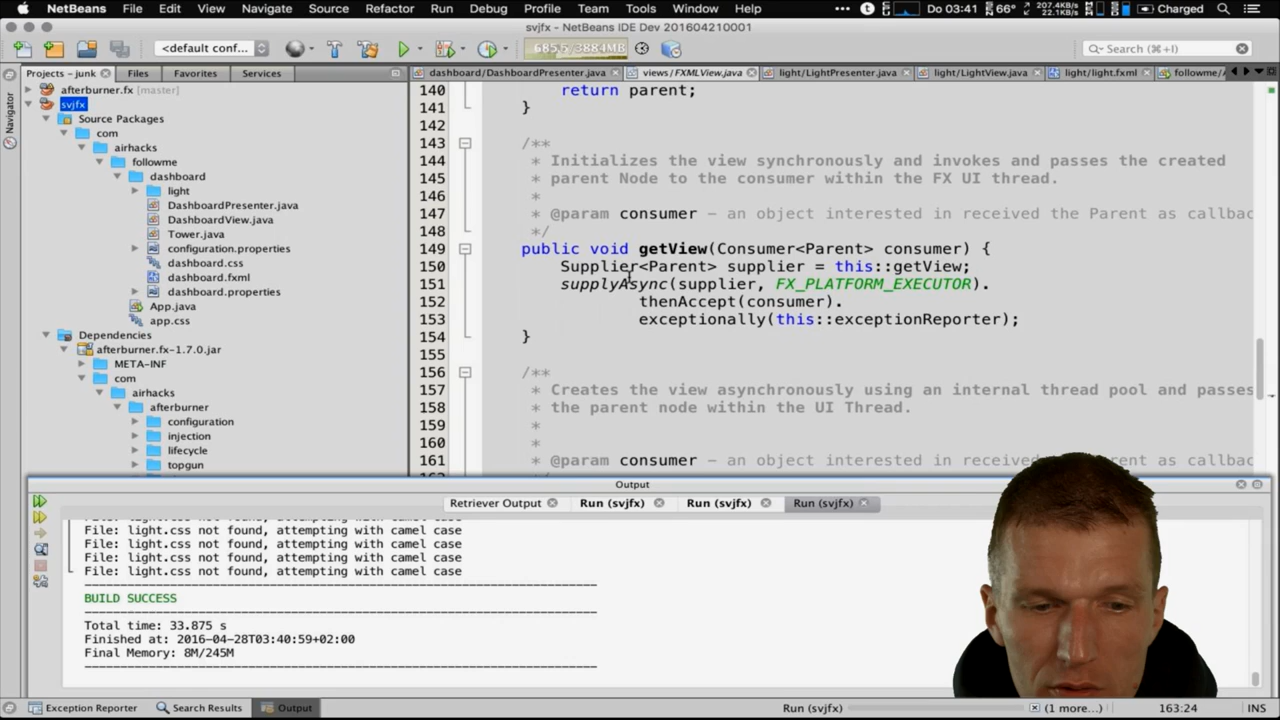 NetBeans File Edit View Navigate Source Refactor Run Debug Profile Team Tools Window Help ••• 66° 207.4KB/s 22.1KB/s Charged Do 03:41
svjfx – NetBeans IDE Dev 201604210001
<default conf... 685.5/3884MB Search (⌘+I)
Projects – junk Files Favorites Services
dashboard/DashboardPresenter.java views/FXMLView.java light/LightPresenter.java light/LightView.java light/light.fxml followme/
Navigator
afterburner.fx [master]
svjfx
Source Packages
com
airhacks
followme
dashboard
light
DashboardPresenter.java
DashboardView.java
Tower.java
configuration.properties
dashboard.css
dashboard.fxml
dashboard.properties
App.java
app.css
Dependencies
afterburner.fx-1.7.0.jar
META-INF
com
airhacks
afterburner
configuration
injection
lifecycle
topgun
140 return parent;
141 }
142
143 /**
144 * Initializes the view synchronously and invokes and passes the created
145 * parent Node to the consumer within the FX UI thread.
146 *
147 * @param consumer – an object interested in received the Parent as callbac
148 */
149 public void getView(Consumer<Parent> consumer) {
150 Supplier<Parent> supplier = this::getView;
151 supplyAsync(supplier, FX_PLATFORM_EXECUTOR).
152 thenAccept(consumer).
153 exceptionally(this::exceptionReporter);
154 }
155
156 /**
157 * Creates the view asynchronously using an internal thread pool and passes
158 * the parent node within the UI Thread.
159 *
160 *
161 * @param consumer – an object interested in received the Parent as callbac
Output
Retriever Output Run (svjfx) Run (svjfx) Run (svjfx)
File: light.css not found, attempting with camel case
File: light.css not found, attempting with camel case
File: light.css not found, attempting with camel case
File: light.css not found, attempting with camel case
BUILD SUCCESS
Total time: 33.875 s
Finished at: 2016-04-28T03:40:59+02:00
Final Memory: 8M/245M
Exception Reporter Search Results Output Run (svjfx) (1 more...) 163:24 INS